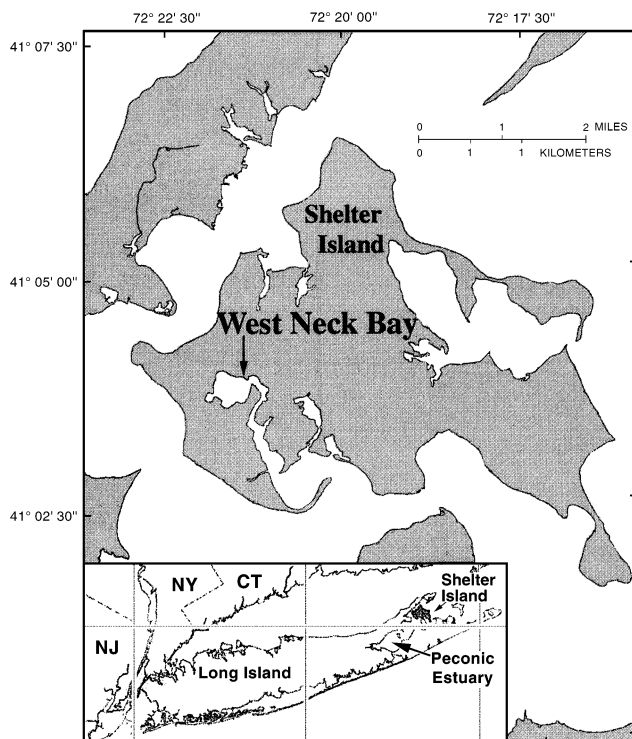 72° 22' 30"
72° 20' 00"
72° 17' 30"
41° 07' 30"
0 1 2 MILES
0 1 1 KILOMETERS
Shelter
Island
41° 05' 00"
West Neck Bay
41° 02' 30"
NY
CT
Shelter
Island
NJ
Long Island
Peconic
Estuary